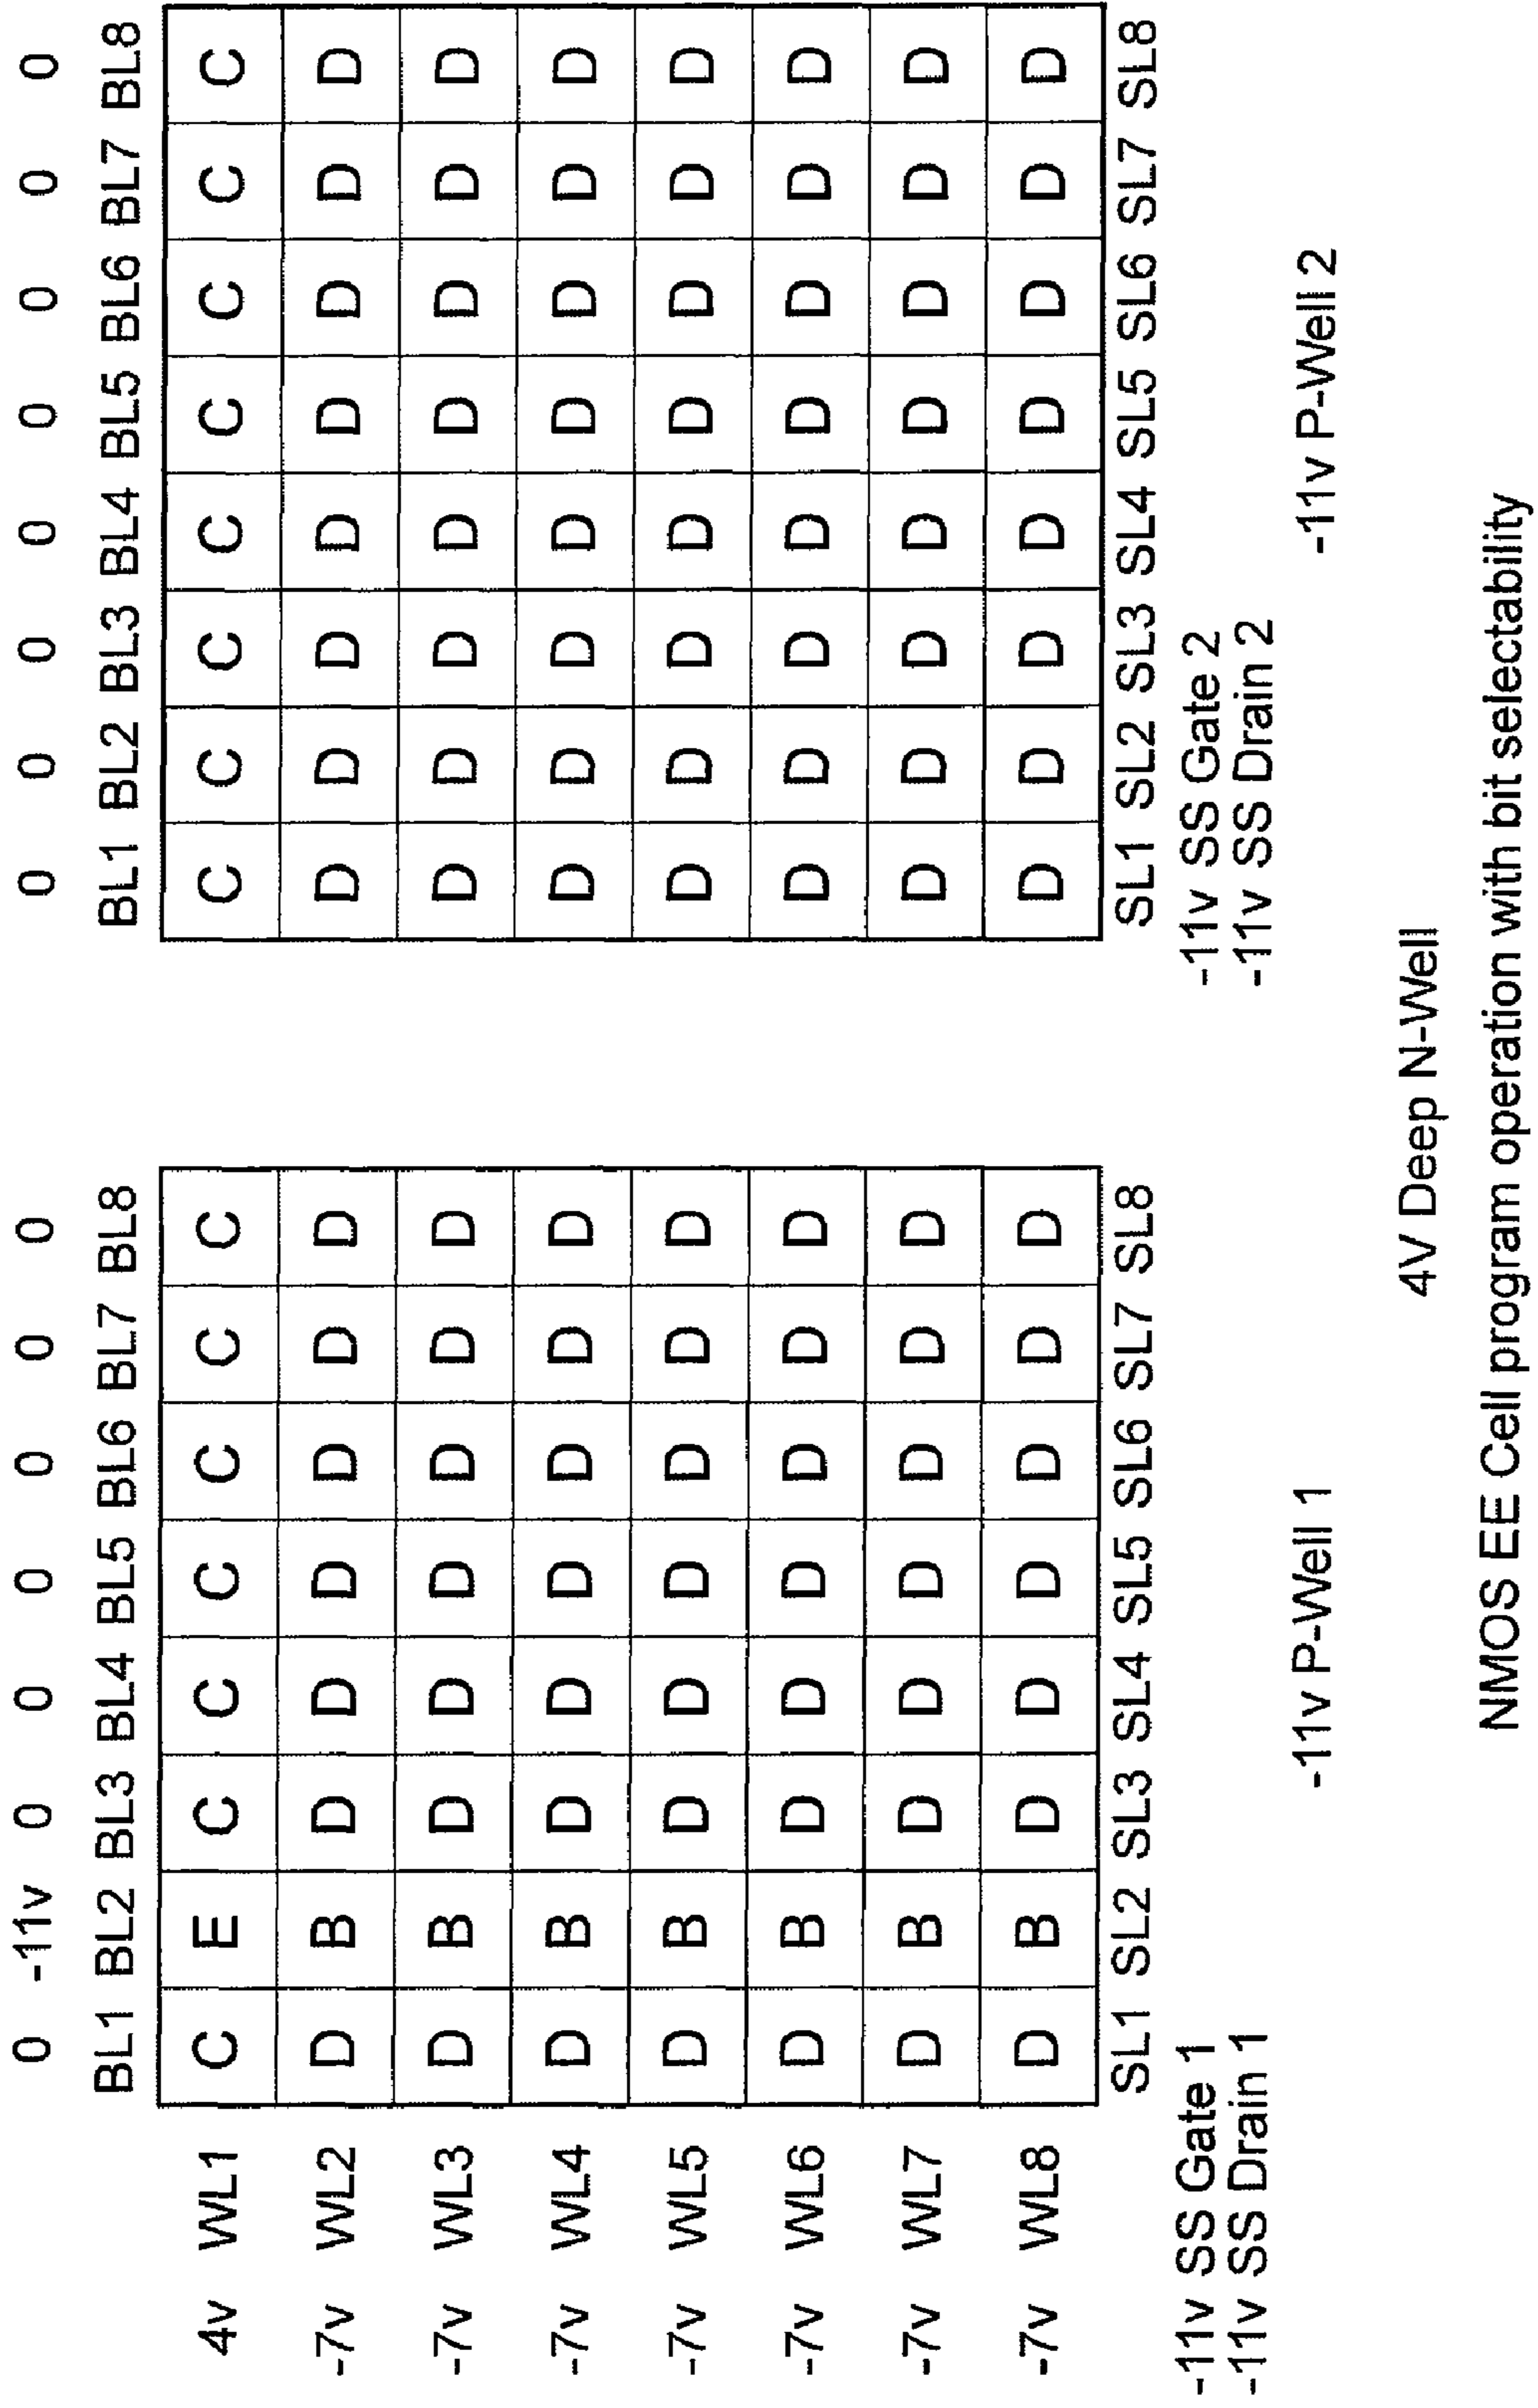 0 -11v 0 0 0 0 0 0 0 0 0 0 0 0 0 0
BL1 BL2 BL3 BL4 BL5 BL6 BL7 BL8 BL1 BL2 BL3 BL4 BL5 BL6 BL7 BL8
4v WL1 C E C C C C C C C C C C C C C C
-7v WL2 D B D D D D D D D D D D D D D D
-7v WL3 D B D D D D D D D D D D D D D D
-7v WL4 D B D D D D D D D D D D D D D D
-7v WL5 D B D D D D D D D D D D D D D D
-7v WL6 D B D D D D D D D D D D D D D D
-7v WL7 D B D D D D D D D D D D D D D D
-7v WL8 D B D D D D D D D D D D D D D D
SL1 SL2 SL3 SL4 SL5 SL6 SL7 SL8 SL1 SL2 SL3 SL4 SL5 SL6 SL7 SL8
-11v SS Gate 1 -11v SS Gate 2
-11v SS Drain 1 -11v SS Drain 2
-11v P-Well 1 -11v P-Well 2
4V Deep N-Well
NMOS EE Cell program operation with bit selectability